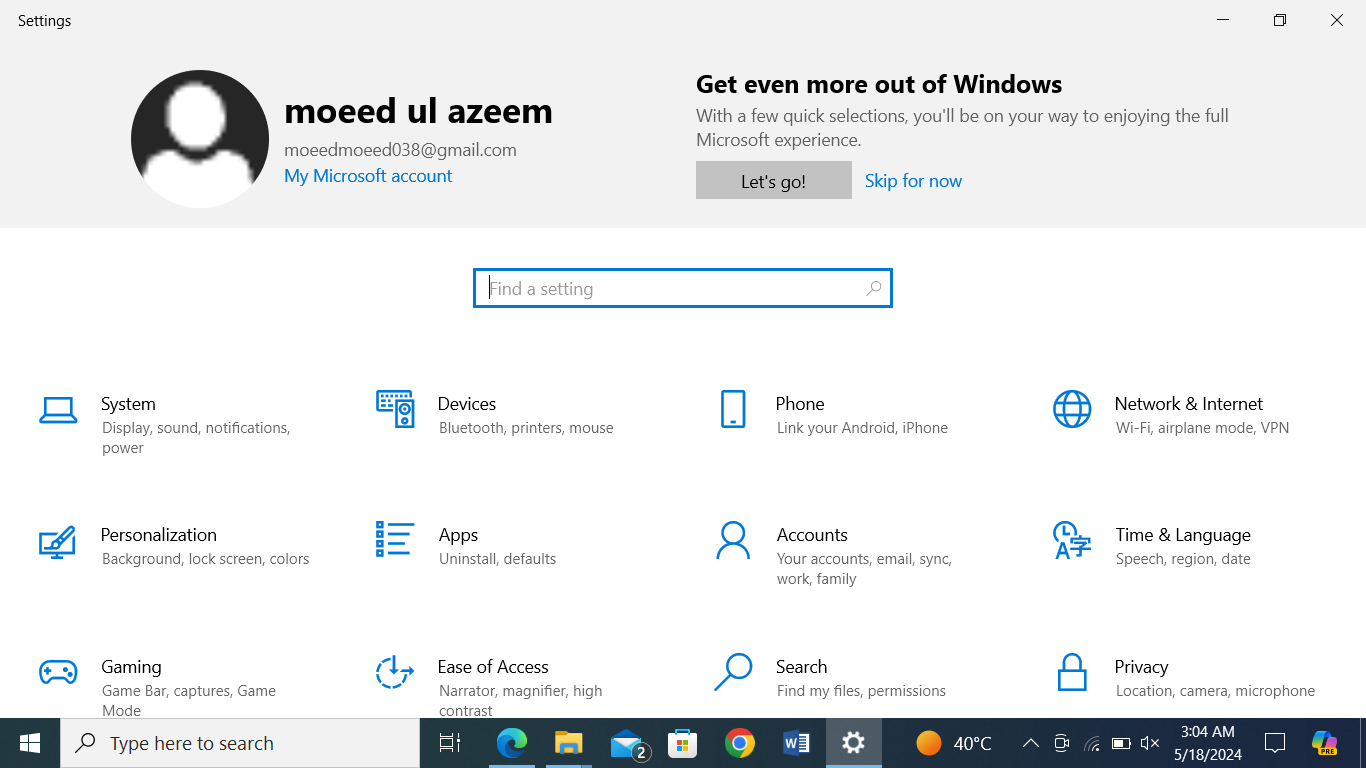 Settings
moeed ul azeem
moeedmoeed038@gmail.com
My Microsoft account
Get even more out of Windows
With a few quick selections, you'll be on your way to enjoying the full
Microsoft experience.
Let's go!
Skip for now
Find a setting
System
Display, sound, notifications,
power
Devices
Bluetooth, printers, mouse
Phone
Link your Android, iPhone
Network & Internet
Wi-Fi, airplane mode, VPN
Personalization
Background, lock screen, colors
Apps
Uninstall, defaults
Accounts
Your accounts, email, sync,
work, family
Time & Language
Speech, region, date
Gaming
Game Bar, captures, Game
Mode
Ease of Access
Narrator, magnifier, high
contrast
Search
Find my files, permissions
Privacy
Location, camera, microphone
Type here to search
2
40°C
3:04 AM
5/18/2024
PRE